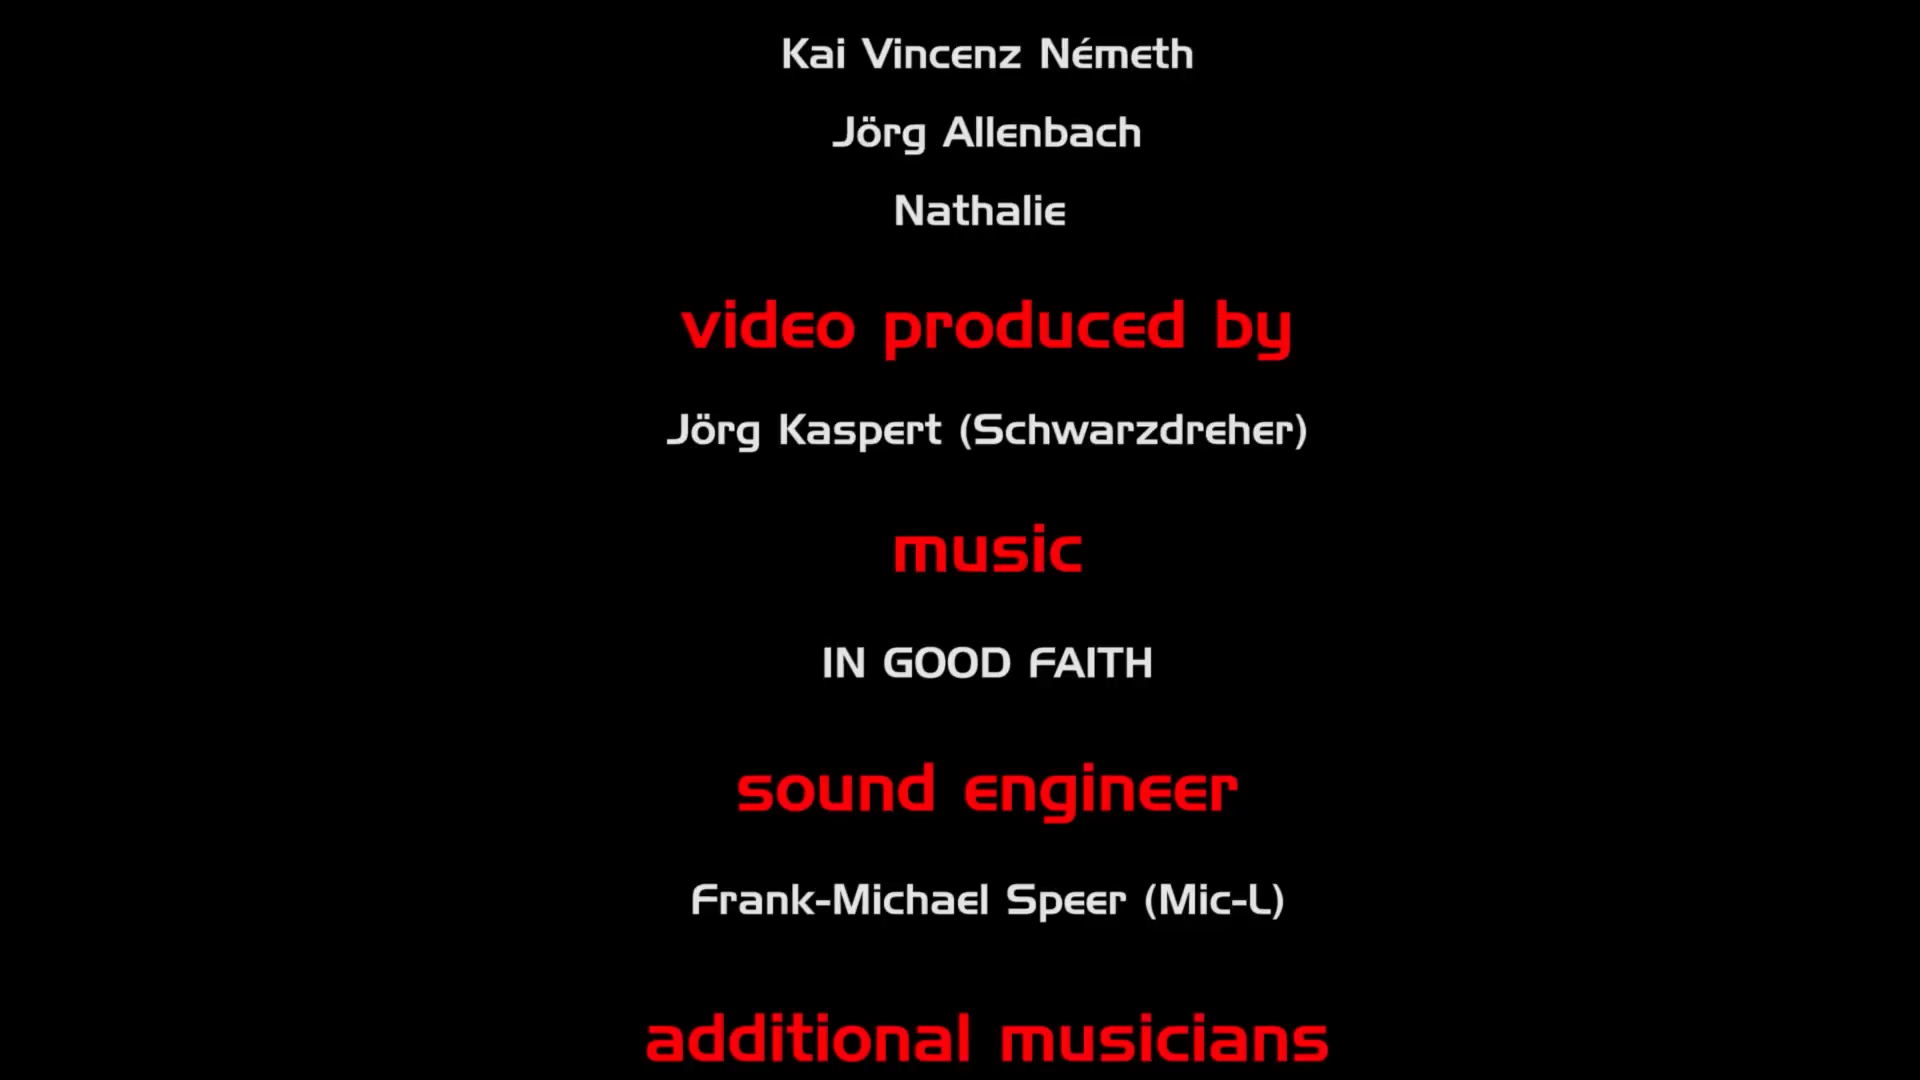 Kai Vincenz Németh
Jörg Allenbach
Nathalie
video produced by
Jörg Kaspert (Schwarzdreher)
music
IN GOOD FAITH
sound engineer
Frank-Michael Speer (Mic-L)
additional musicians